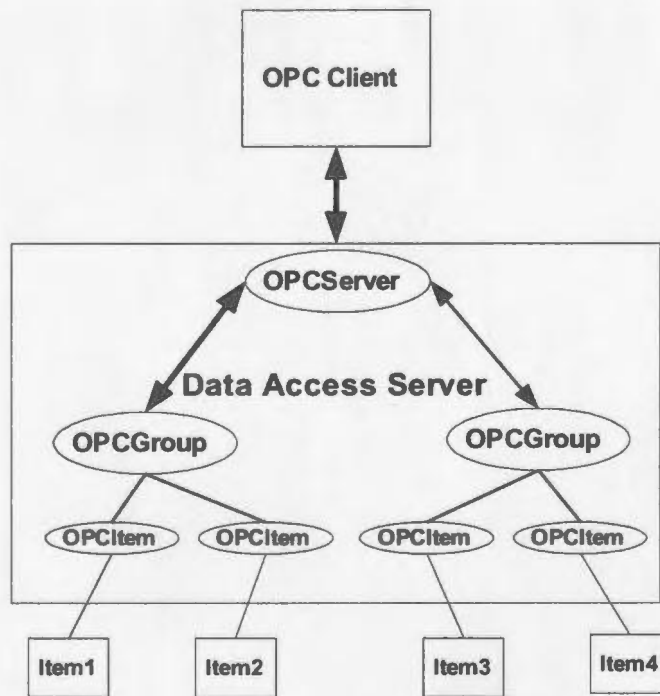 OPC Client
OPCServer
Data Access Server
OPCGroup
OPCGroup
OPCItem
OPCItem
OPCItem
OPCItem
Item1
Item2
Item3
Item4